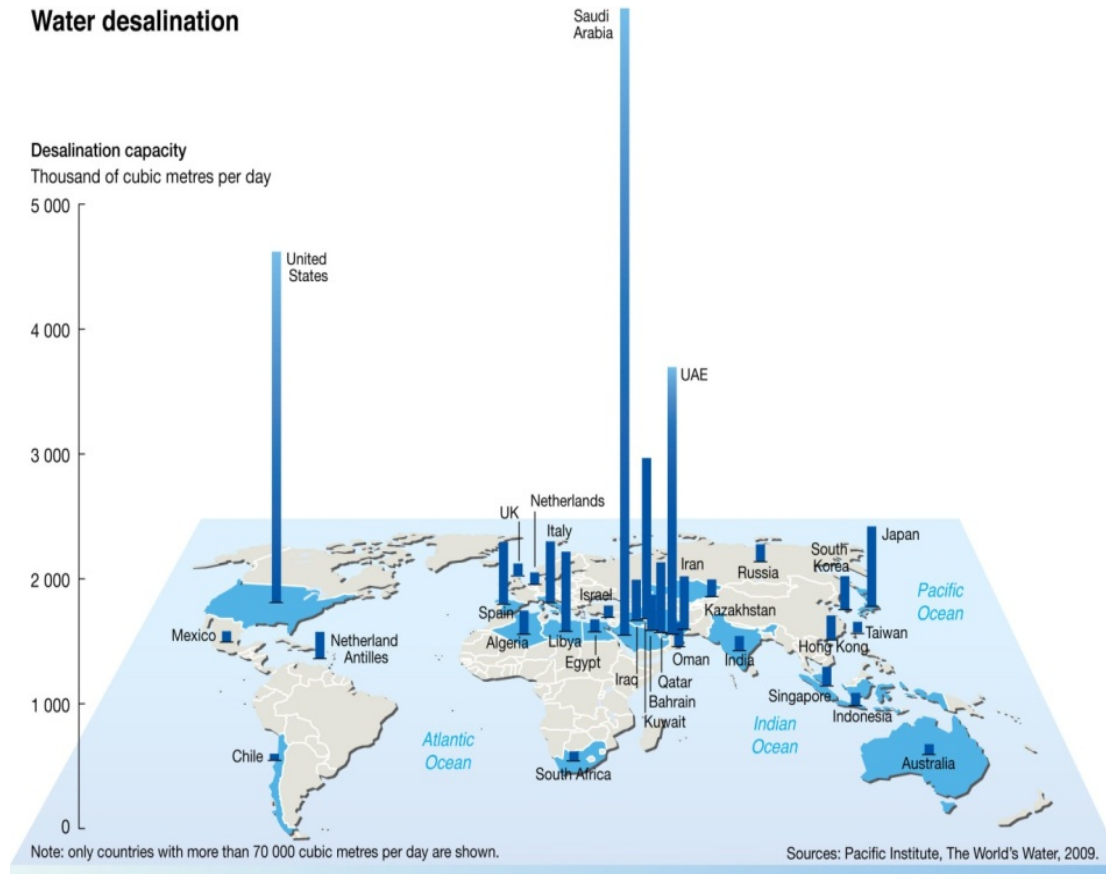 Water desalination
Desalination capacity
Thousand of cubic metres per day
5 000
4 000
3 000
2 000
1 000
0
Saudi
Arabia
United
States
UAE
UK
Netherlands
Italy
Spain
Algeria
Libya
Egypt
Israel
Iraq
Kuwait
Bahrain
Qatar
Oman
Iran
Kazakhstan
Russia
India
South
Korea
Japan
Taiwan
Hong Kong
Singapore
Indonesia
Australia
Mexico
Netherland
Antilles
Chile
South Africa
Atlantic
Ocean
Indian
Ocean
Pacific
Ocean
Note: only countries with more than 70 000 cubic metres per day are shown.
Sources: Pacific Institute, The World's Water, 2009.